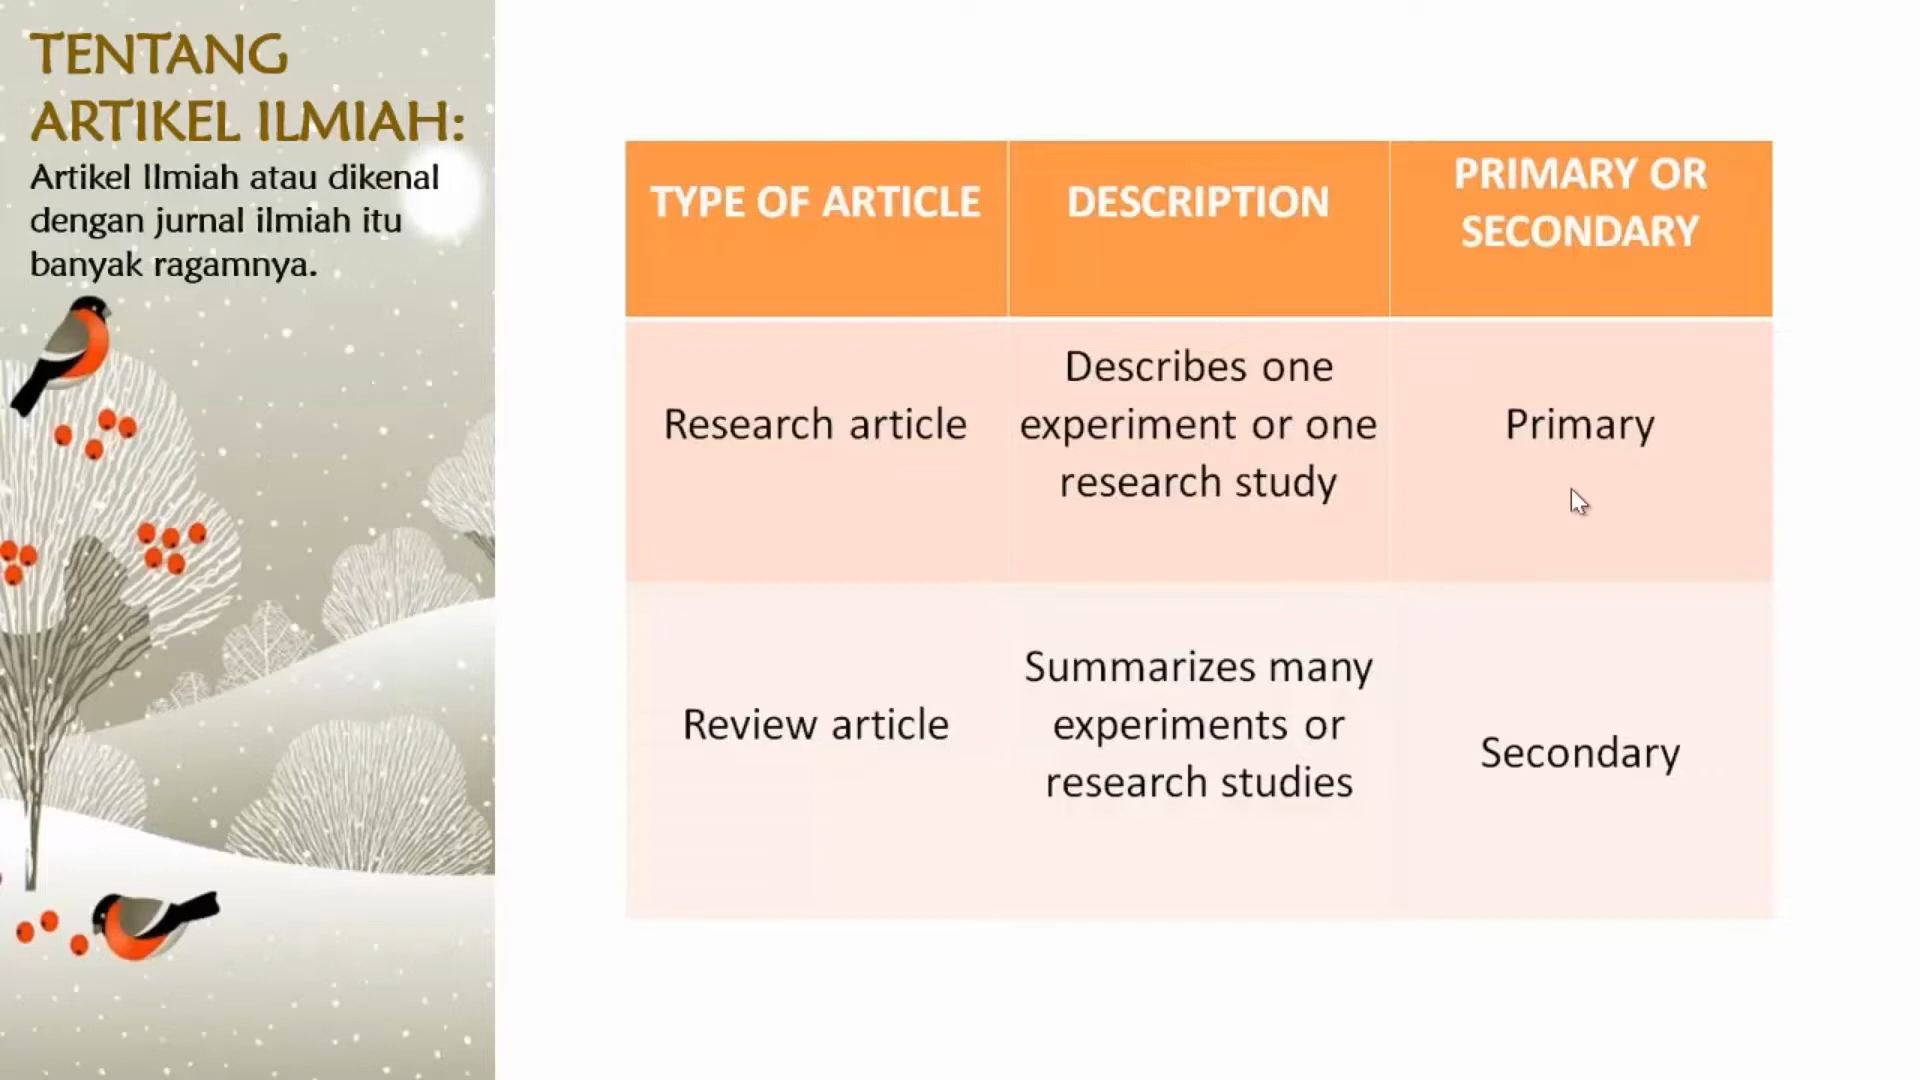 TENTANG
ARTIKEL ILMIAH:
Artikel Ilmiah atau dikenal
dengan jurnal ilmiah itu
banyak ragamnya.
TYPE OF ARTICLE
DESCRIPTION
PRIMARY OR
SECONDARY
Research article
Describes one
experiment or one
research study
Primary
Review article
Summarizes many
experiments or
research studies
Secondary